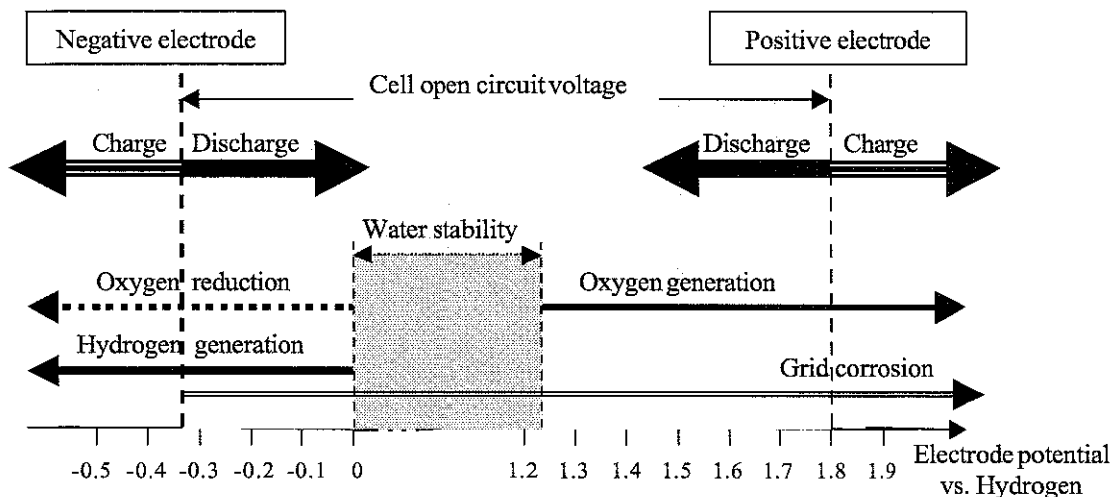 Negative electrode
Positive electrode
Cell open circuit voltage
Charge Discharge
Discharge Charge
Water stability
Oxygen reduction
Oxygen generation
Hydrogen generation
Grid corrosion
-0.5 -0.4 -0.3 -0.2 -0.1 0 1.2 1.3 1.4 1.5 1.6 1.7 1.8 1.9
Electrode potential
vs. Hydrogen